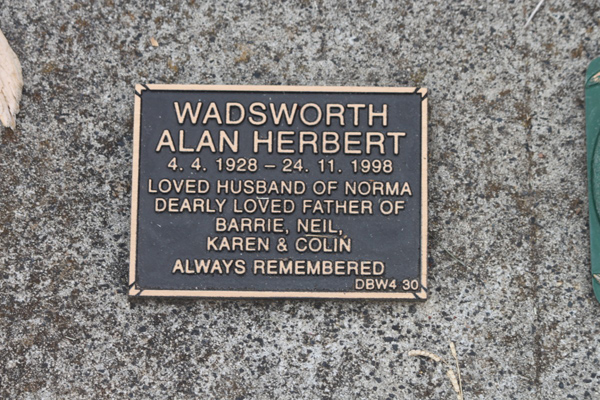 WADSWORTH
ALAN HERBERT
4. 4. 1928 – 24. 11. 1998
LOVED HUSBAND OF NORMA
DEARLY LOVED FATHER OF
BARRIE, NEIL,
KAREN & COLIN
ALWAYS REMEMBERED
DBW4 30